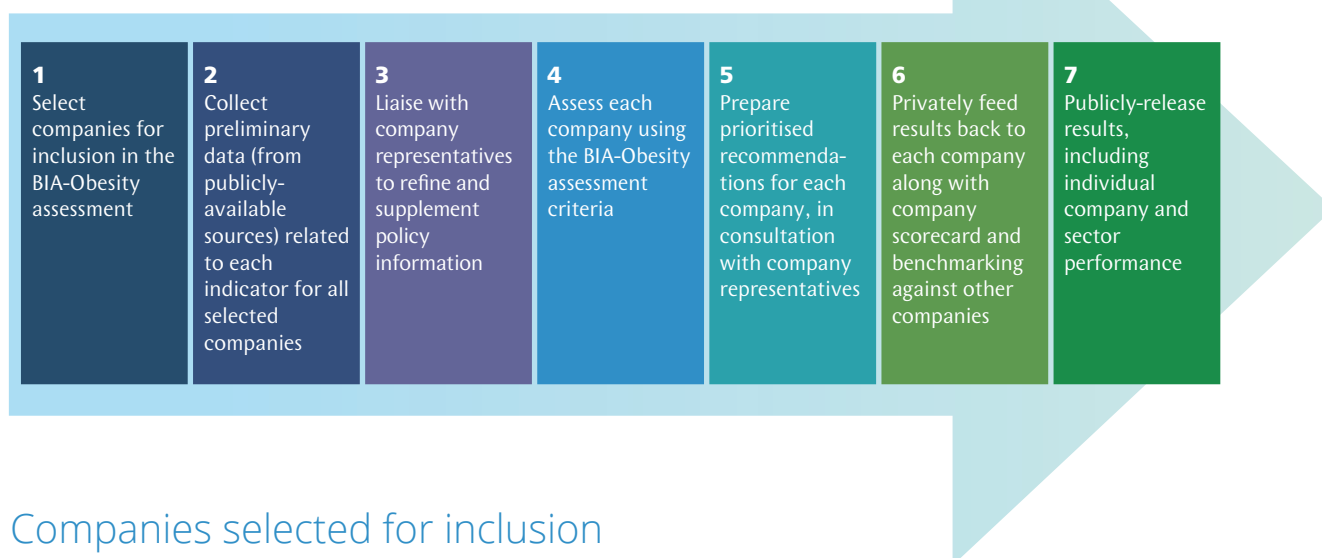 1
Select
companies for
inclusion in the
BIA-Obesity
assessment
2
Collect
preliminary
data (from
publicly-
available
sources) related
to each
indicator for all
selected
companies
3
Liaise with
company
representatives
to refine and
supplement
policy
information
4
Assess each
company using
the BIA-Obesity
assessment
criteria
5
Prepare
prioritised
recommenda-
tions for each
company, in
consultation
with company
representatives
6
Privately feed
results back to
each company
along with
company
scorecard and
benchmarking
against other
companies
7
Publicly-release
results,
including
individual
company and
sector
performance
Companies selected for inclusion